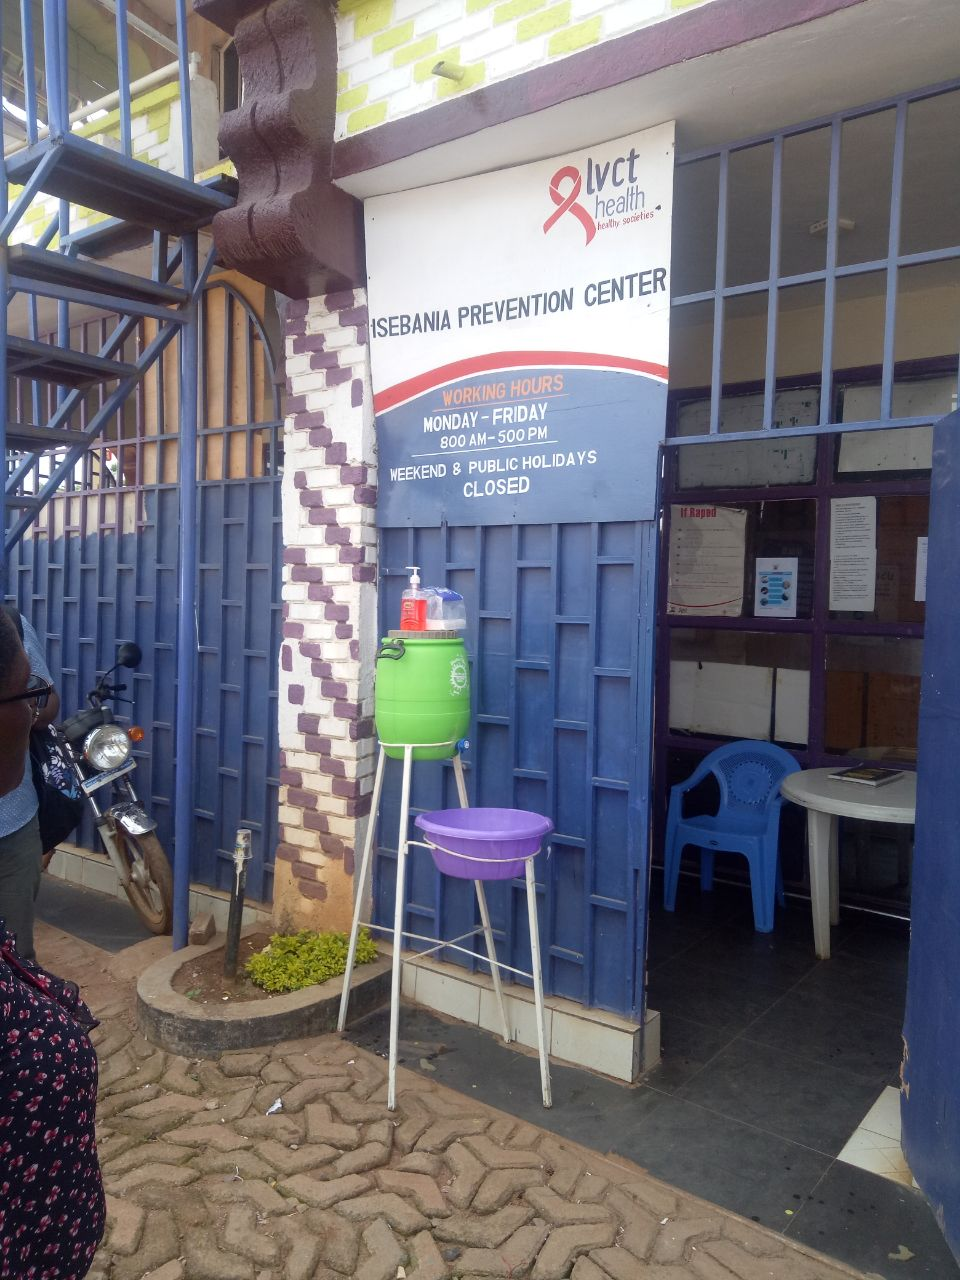 lvct
health
healthy societies
ISEBANIA PREVENTION CENTER
WORKING HOURS
MONDAY-FRIDAY
800 AM-500 PM
WEEKEND & PUBLIC HOLIDAYS
CLOSED
If Raped